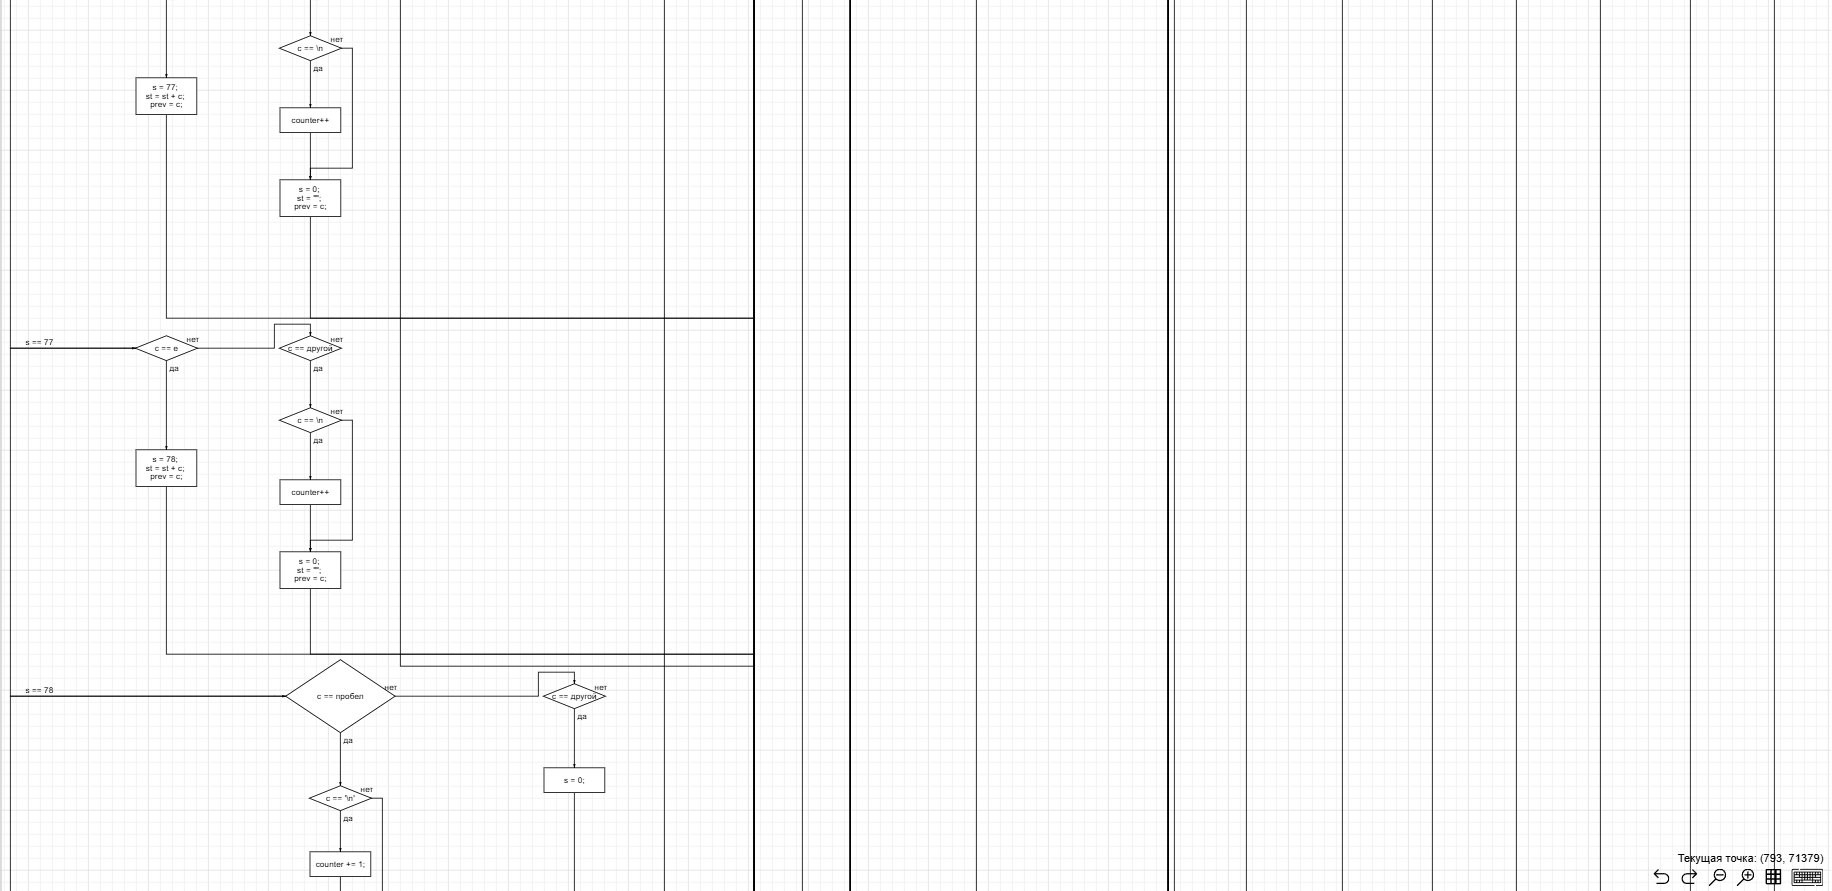 c == \n
нет
да
s = 77;
st = st + c;
prev = c;
counter++
s = 0;
st = "";
prev = c;
s == 77
c == e
нет
да
c == другой
нет
да
c == \n
нет
да
s = 78;
st = st + c;
prev = c;
counter++
s = 0;
st = "";
prev = c;
s == 78
c == пробел
нет
да
c == другой
нет
да
s = 0;
c == '\n'
нет
да
counter += 1;
Текущая точка: (793, 71379)